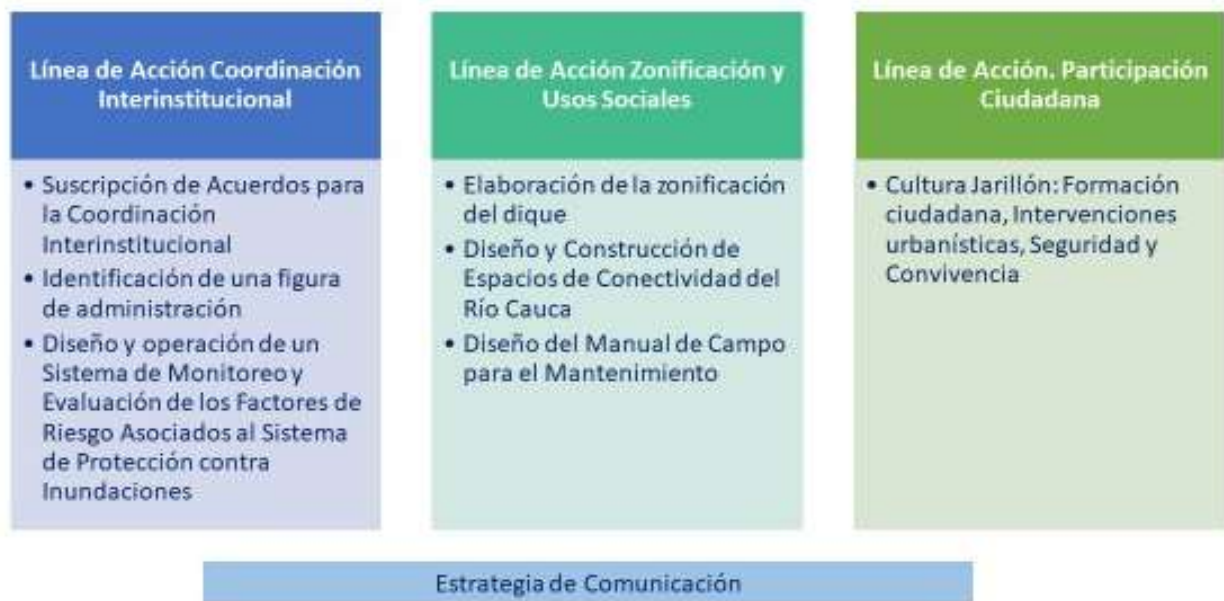 Línea de Acción Coordinación
Interinstitucional
• Suscripción de Acuerdos para
la Coordinación
Interinstitucional
• Identificación de una figura
de administración
• Diseño y operación de un
Sistema de Monitoreo y
Evaluación de los Factores de
Riesgo Asociados al Sistema
de Protección contra
Inundaciones
Línea de Acción Zonificación y
Usos Sociales
• Elaboración de la zonificación
del dique
• Diseño y Construcción de
Espacios de Conectividad del
Río Cauca
• Diseño del Manual de Campo
para el Mantenimiento
Línea de Acción. Participación
Ciudadana
• Cultura Jarillón: Formación
ciudadana, Intervenciones
urbanísticas, Seguridad y
Convivencia
Estrategia de Comunicación